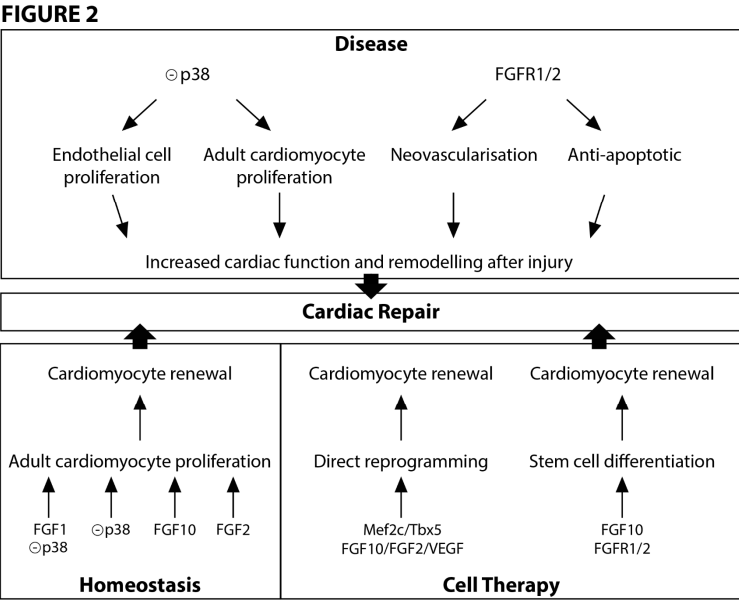 FIGURE 2
Disease
⊖p38
FGFR1/2
Endothelial cell
proliferation
Adult cardiomyocyte
proliferation
Neovascularisation
Anti-apoptotic
Increased cardiac function and remodelling after injury
Cardiac Repair
Cardiomyocyte renewal
Adult cardiomyocyte proliferation
FGF1
⊖p38
⊖p38
FGF10
FGF2
Homeostasis
Cardiomyocyte renewal
Direct reprogramming
Mef2c/Tbx5
FGF10/FGF2/VEGF
Cardiomyocyte renewal
Stem cell differentiation
FGF10
FGFR1/2
Cell Therapy